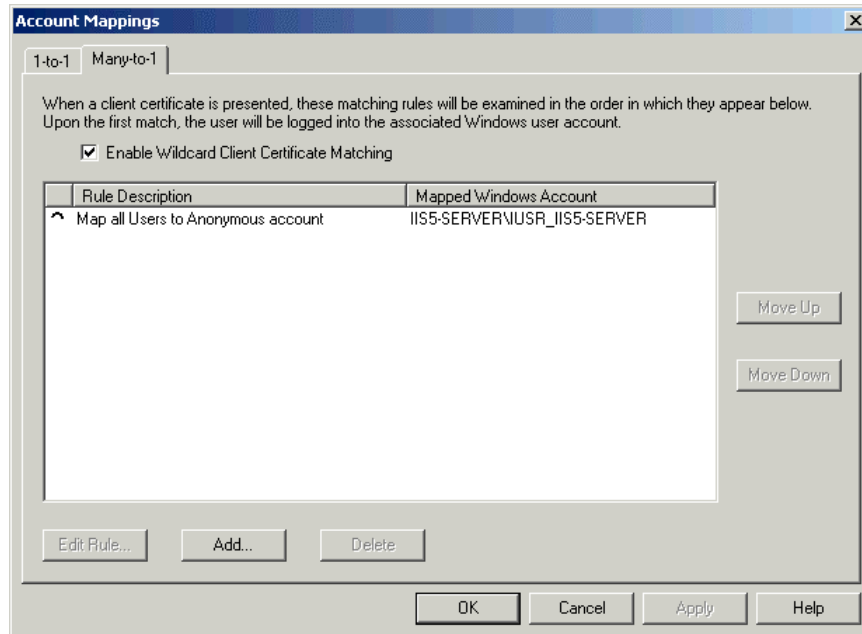 Account Mappings
1-to-1 Many-to-1
When a client certificate is presented, these matching rules will be examined in the order in which they appear below.
Upon the first match, the user will be logged into the associated Windows user account.
Enable Wildcard Client Certificate Matching
Rule Description Mapped Windows Account
Map all Users to Anonymous account IIS5-SERVER\IUSR_IIS5-SERVER
Move Up
Move Down
Edit Rule... Add... Delete
OK Cancel Apply Help